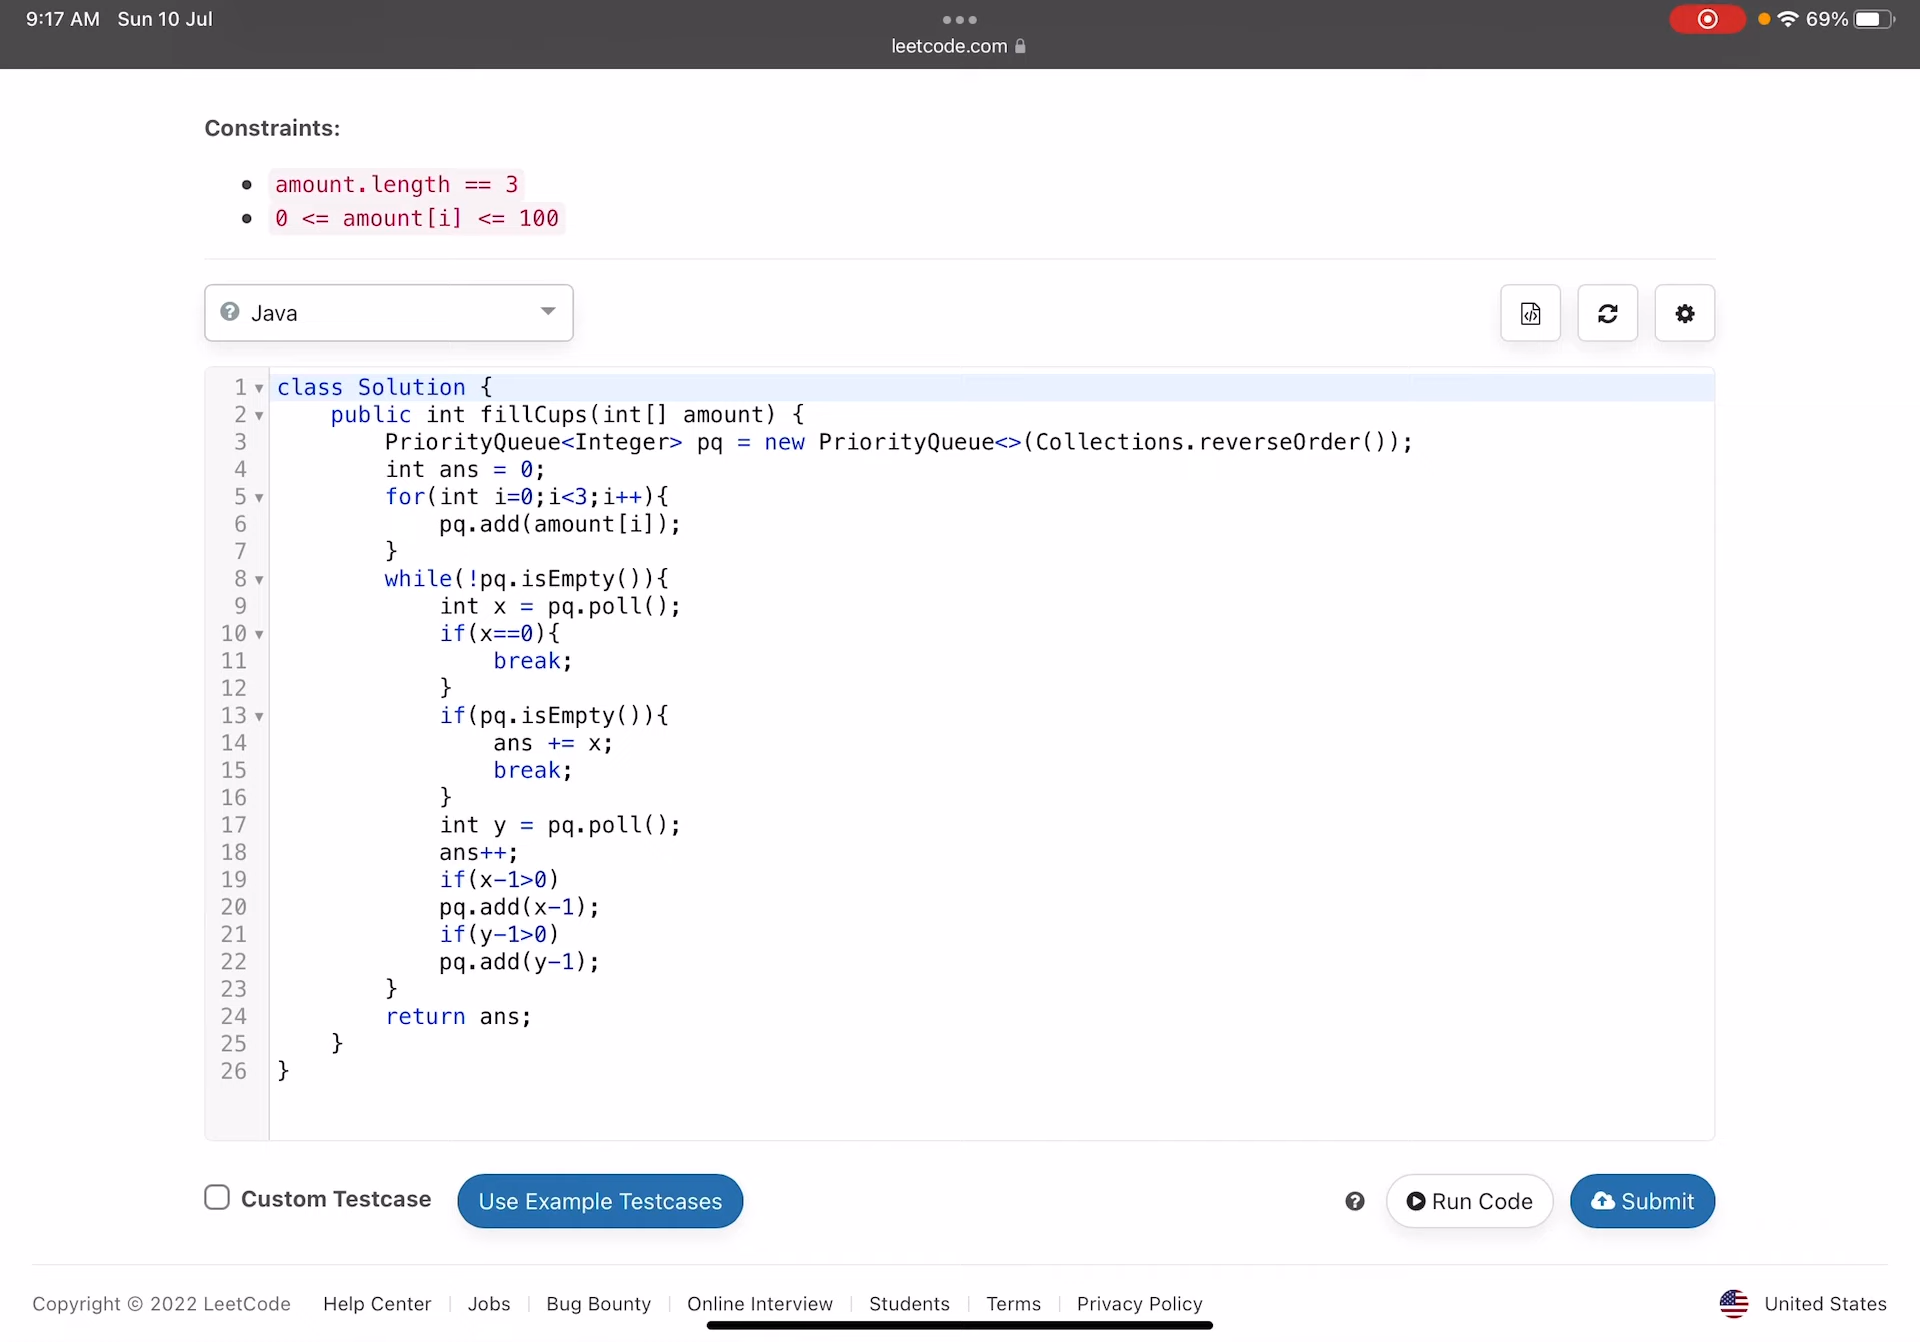 9:17 AM Sun 10 Jul
69%
leetcode.com
Constraints:
amount.length == 3
0 <= amount[i] <= 100
Java
1 class Solution {
2 public int fillCups(int[] amount) {
3 PriorityQueue<Integer> pq = new PriorityQueue<>(Collections.reverseOrder());
4 int ans = 0;
5 for(int i=0;i<3;i++){
6 pq.add(amount[i]);
7 }
8 while(!pq.isEmpty()){
9 int x = pq.poll();
10 if(x==0){
11 break;
12 }
13 if(pq.isEmpty()){
14 ans += x;
15 break;
16 }
17 int y = pq.poll();
18 ans++;
19 if(x-1>0)
20 pq.add(x-1);
21 if(y-1>0)
22 pq.add(y-1);
23 }
24 return ans;
25 }
26 }
Custom Testcase Use Example Testcases Run Code Submit
Copyright © 2022 LeetCode Help Center Jobs Bug Bounty Online Interview Students Terms Privacy Policy United States